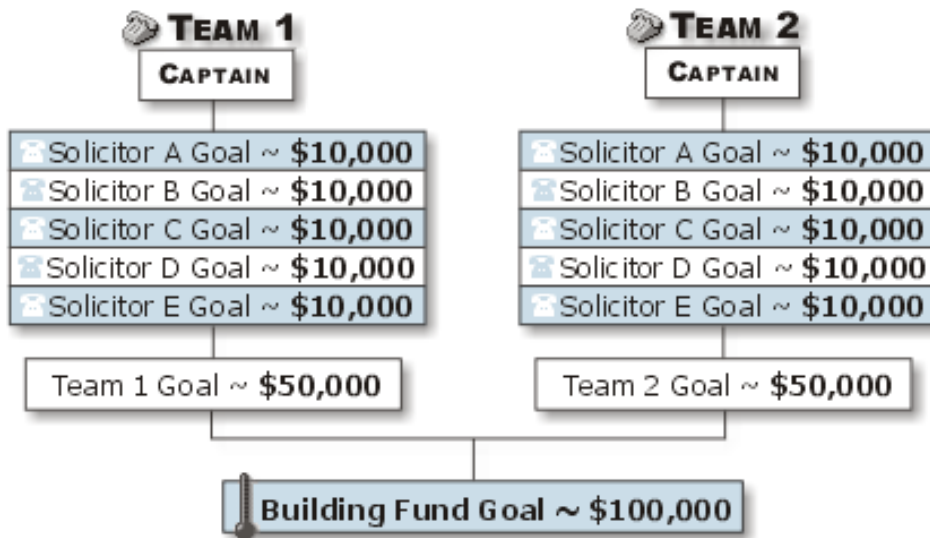 TEAM 1
CAPTAIN
Solicitor A Goal ~ $10,000
Solicitor B Goal ~ $10,000
Solicitor C Goal ~ $10,000
Solicitor D Goal ~ $10,000
Solicitor E Goal ~ $10,000
Team 1 Goal ~ $50,000
TEAM 2
CAPTAIN
Solicitor A Goal ~ $10,000
Solicitor B Goal ~ $10,000
Solicitor C Goal ~ $10,000
Solicitor D Goal ~ $10,000
Solicitor E Goal ~ $10,000
Team 2 Goal ~ $50,000
Building Fund Goal ~ $100,000